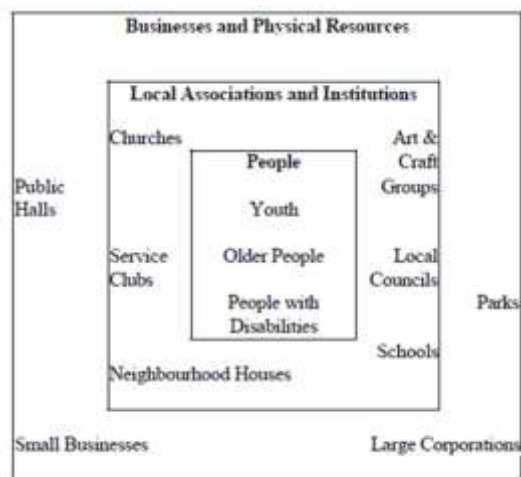 Businesses and Physical Resources
Local Associations and Institutions
Churches
Art &
Craft
Groups
People
Public
Halls
Youth
Service
Clubs
Older People
Local
Councils
People with
Disabilities
Parks
Schools
Neighbourhood Houses
Small Businesses
Large Corporations